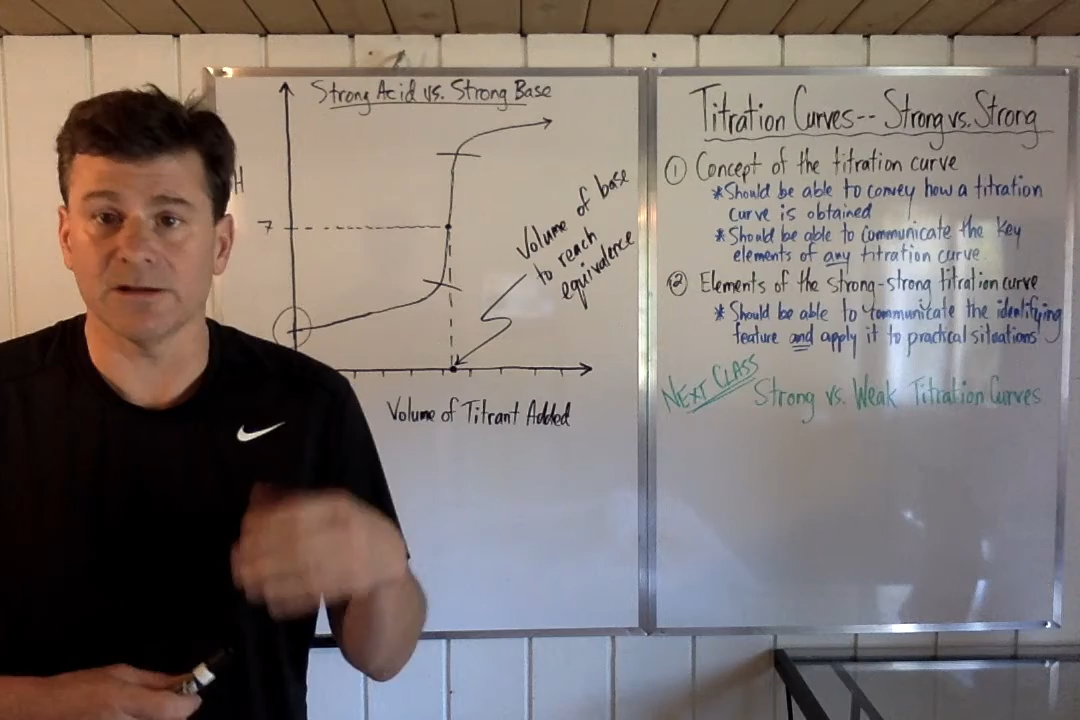 Strong Acid vs. Strong Base
H
7
Volume of base
to reach
equivalence
Volume of Titrant Added
Titration Curves-- Strong vs. Strong
① Concept of the titration curve
*Should be able to convey how a titration
curve is obtained
*Should be able to communicate the key
elements of any titration curve
② Elements of the strong-strong titration curve
*Should be able to communicate the identifying
feature and apply it to practical situations
NEXT CLASS
Strong vs. Weak Titration Curves